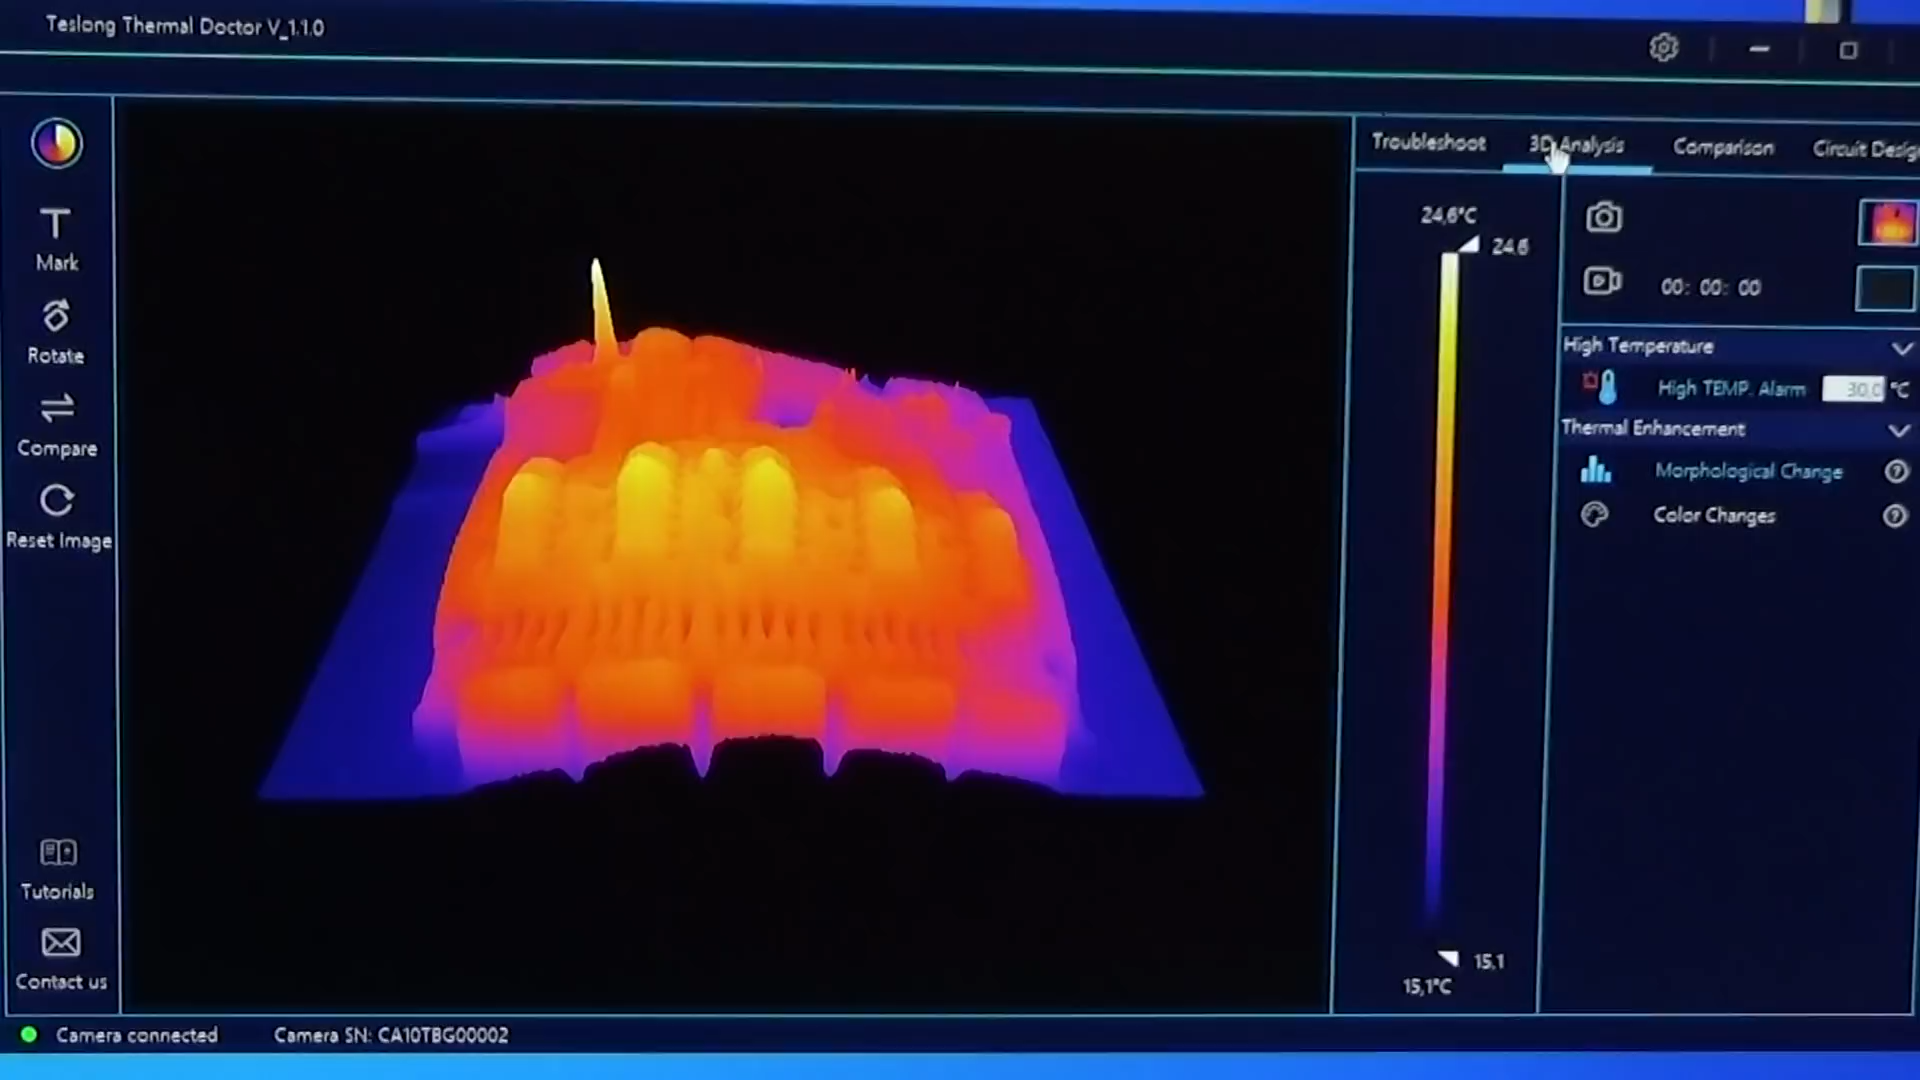 Teslong Thermal Doctor V_1.1.0
Troubleshoot
3D Analysis
Comparison
Circuit Desig
Mark
Rotate
Compare
Reset Image
Tutorials
Contact us
24,6°C
24.6
15,1
15,1°C
00: 00: 00
High Temperature
High TEMP. Alarm 30.0 °C
Thermal Enhancement
Morphological Change ?
Color Changes ?
Camera connected
Camera SN: CA10TBG00002